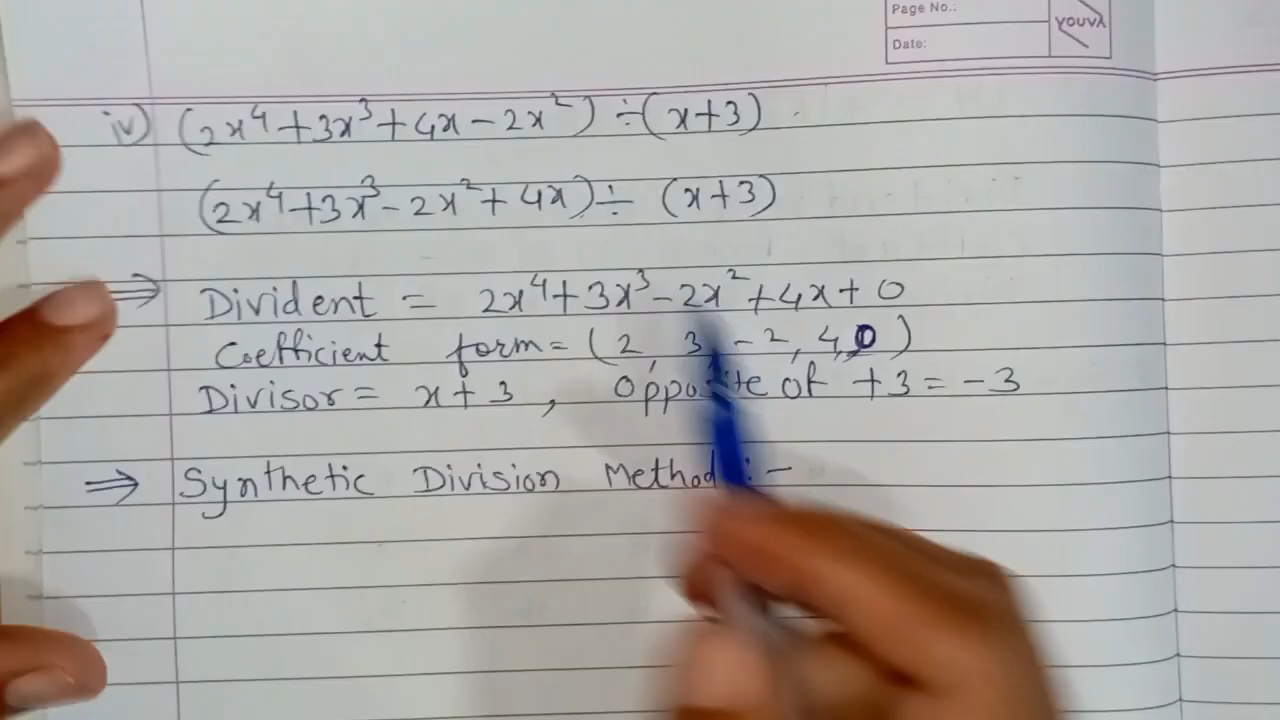 Page No.:
youva
Date:
iv) (2x⁴+3x³+4x-2x²)÷(x+3)
(2x⁴+3x³-2x²+4x)÷ (x+3)
⇒ Divident = 2x⁴+3x³-2x²+4x+0
Coefficient form=(2, 3, -2, 4, 0)
Divisor= x+3, Opposite of +3=-3
⇒ Synthetic Division Method:-